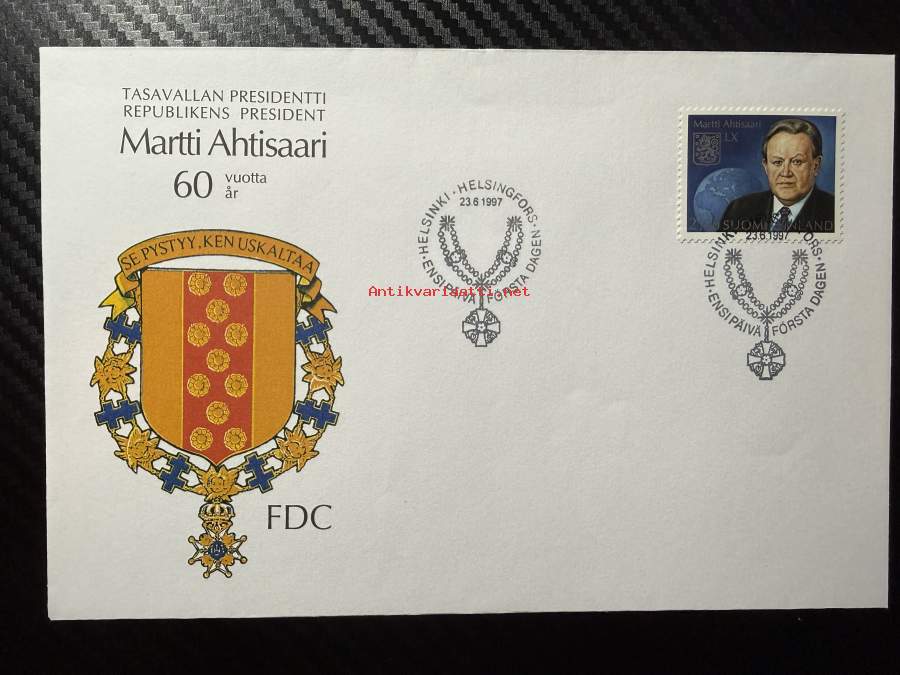 TASAVALLAN PRESIDENTTI
REPUBLIKENS PRESIDENT
Martti Ahtisaari
60 vuotta
år
SE PYSTYY, KEN USKALTAA
FDC
HELSINKI · HELSINGFORS
23.6 1997
ENSIPÄIVÄ FÖRSTA DAGEN
Antikvariaatti.net
Martti Ahtisaari
LX
SUOMI FINLAND
HELSINKI HELSINGFORS
23.6 1997
ENSIPÄIVÄ FÖRSTA DAGEN